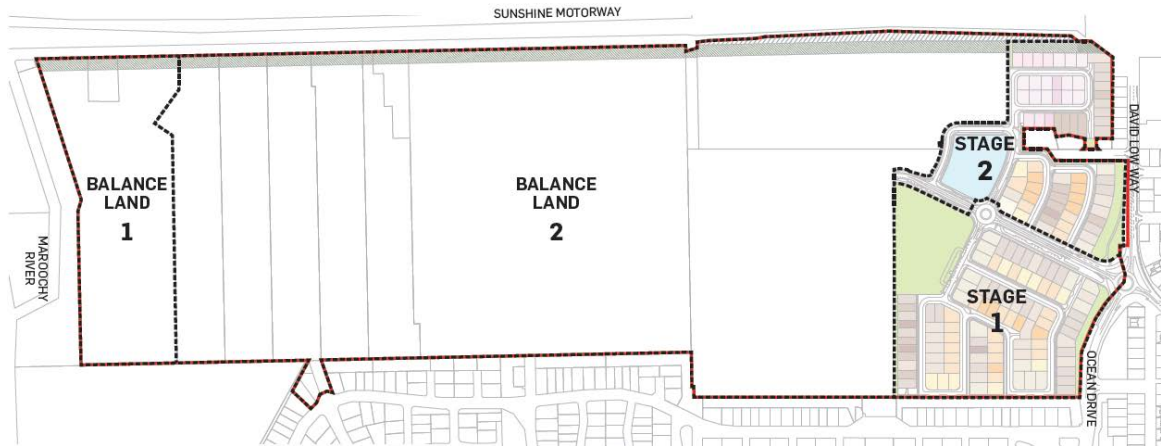 SUNSHINE MOTORWAY
DAVID LOW WAY
STAGE
2
BALANCE
LAND
1
BALANCE
LAND
2
MAROOCHY
RIVER
STAGE
1
OCEAN DRIVE